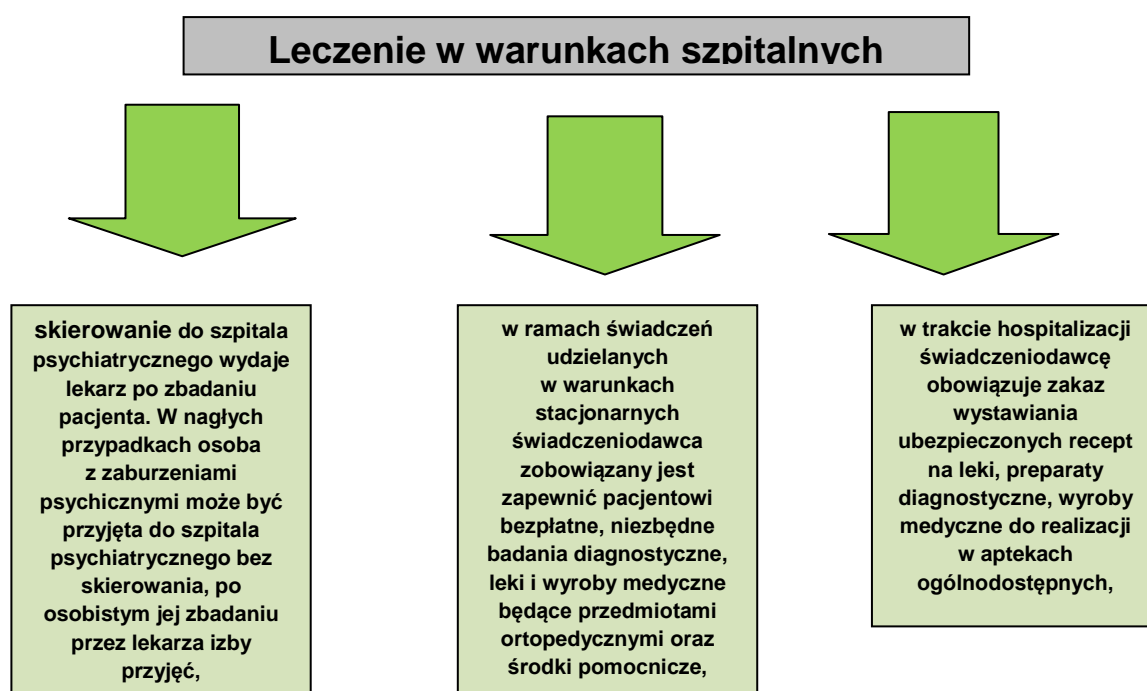 Leczenie w warunkach szpitalnych
skierowanie do szpitala
psychiatrycznego wydaje
lekarz po zbadaniu
pacjenta. W nagłych
przypadkach osoba
z zaburzeniami
psychicznymi może być
przyjęta do szpitala
psychiatrycznego bez
skierowania, po
osobistym jej zbadaniu
przez lekarza izby
przyjęć,
w ramach świadczeń
udzielanych
w warunkach
stacjonarnych
świadczeniodawca
zobowiązany jest
zapewnić pacjentowi
bezpłatne, niezbędne
badania diagnostyczne,
leki i wyroby medyczne
będące przedmiotami
ortopedycznymi oraz
środki pomocnicze,
w trakcie hospitalizacji
świadczeniodawcę
obowiązuje zakaz
wystawiania
ubezpieczonych recept
na leki, preparaty
diagnostyczne, wyroby
medyczne do realizacji
w aptekach
ogólnodostępnych,